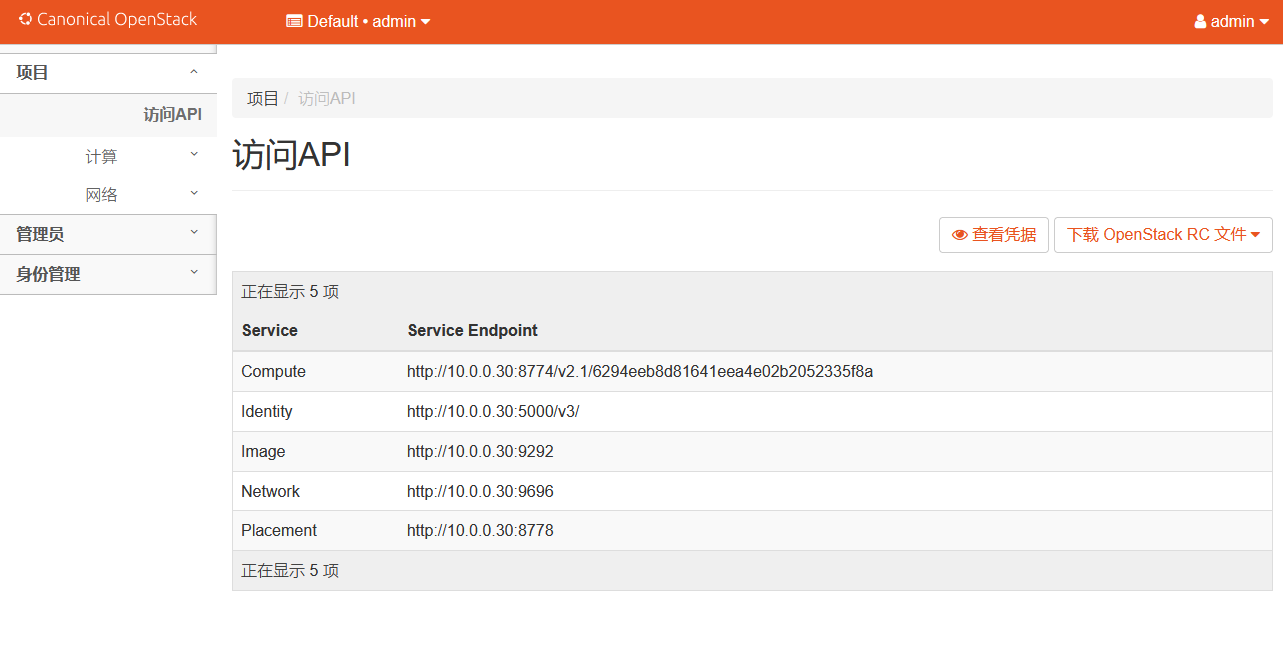 Canonical OpenStack
Default • admin
admin
项目
访问API
计算
网络
管理员
身份管理
项目 / 访问API
访问API
查看凭据
下载 OpenStack RC 文件
正在显示 5 项
Service Service Endpoint
Compute http://10.0.0.30:8774/v2.1/6294eeb8d81641eea4e02b2052335f8a
Identity http://10.0.0.30:5000/v3/
Image http://10.0.0.30:9292
Network http://10.0.0.30:9696
Placement http://10.0.0.30:8778
正在显示 5 项